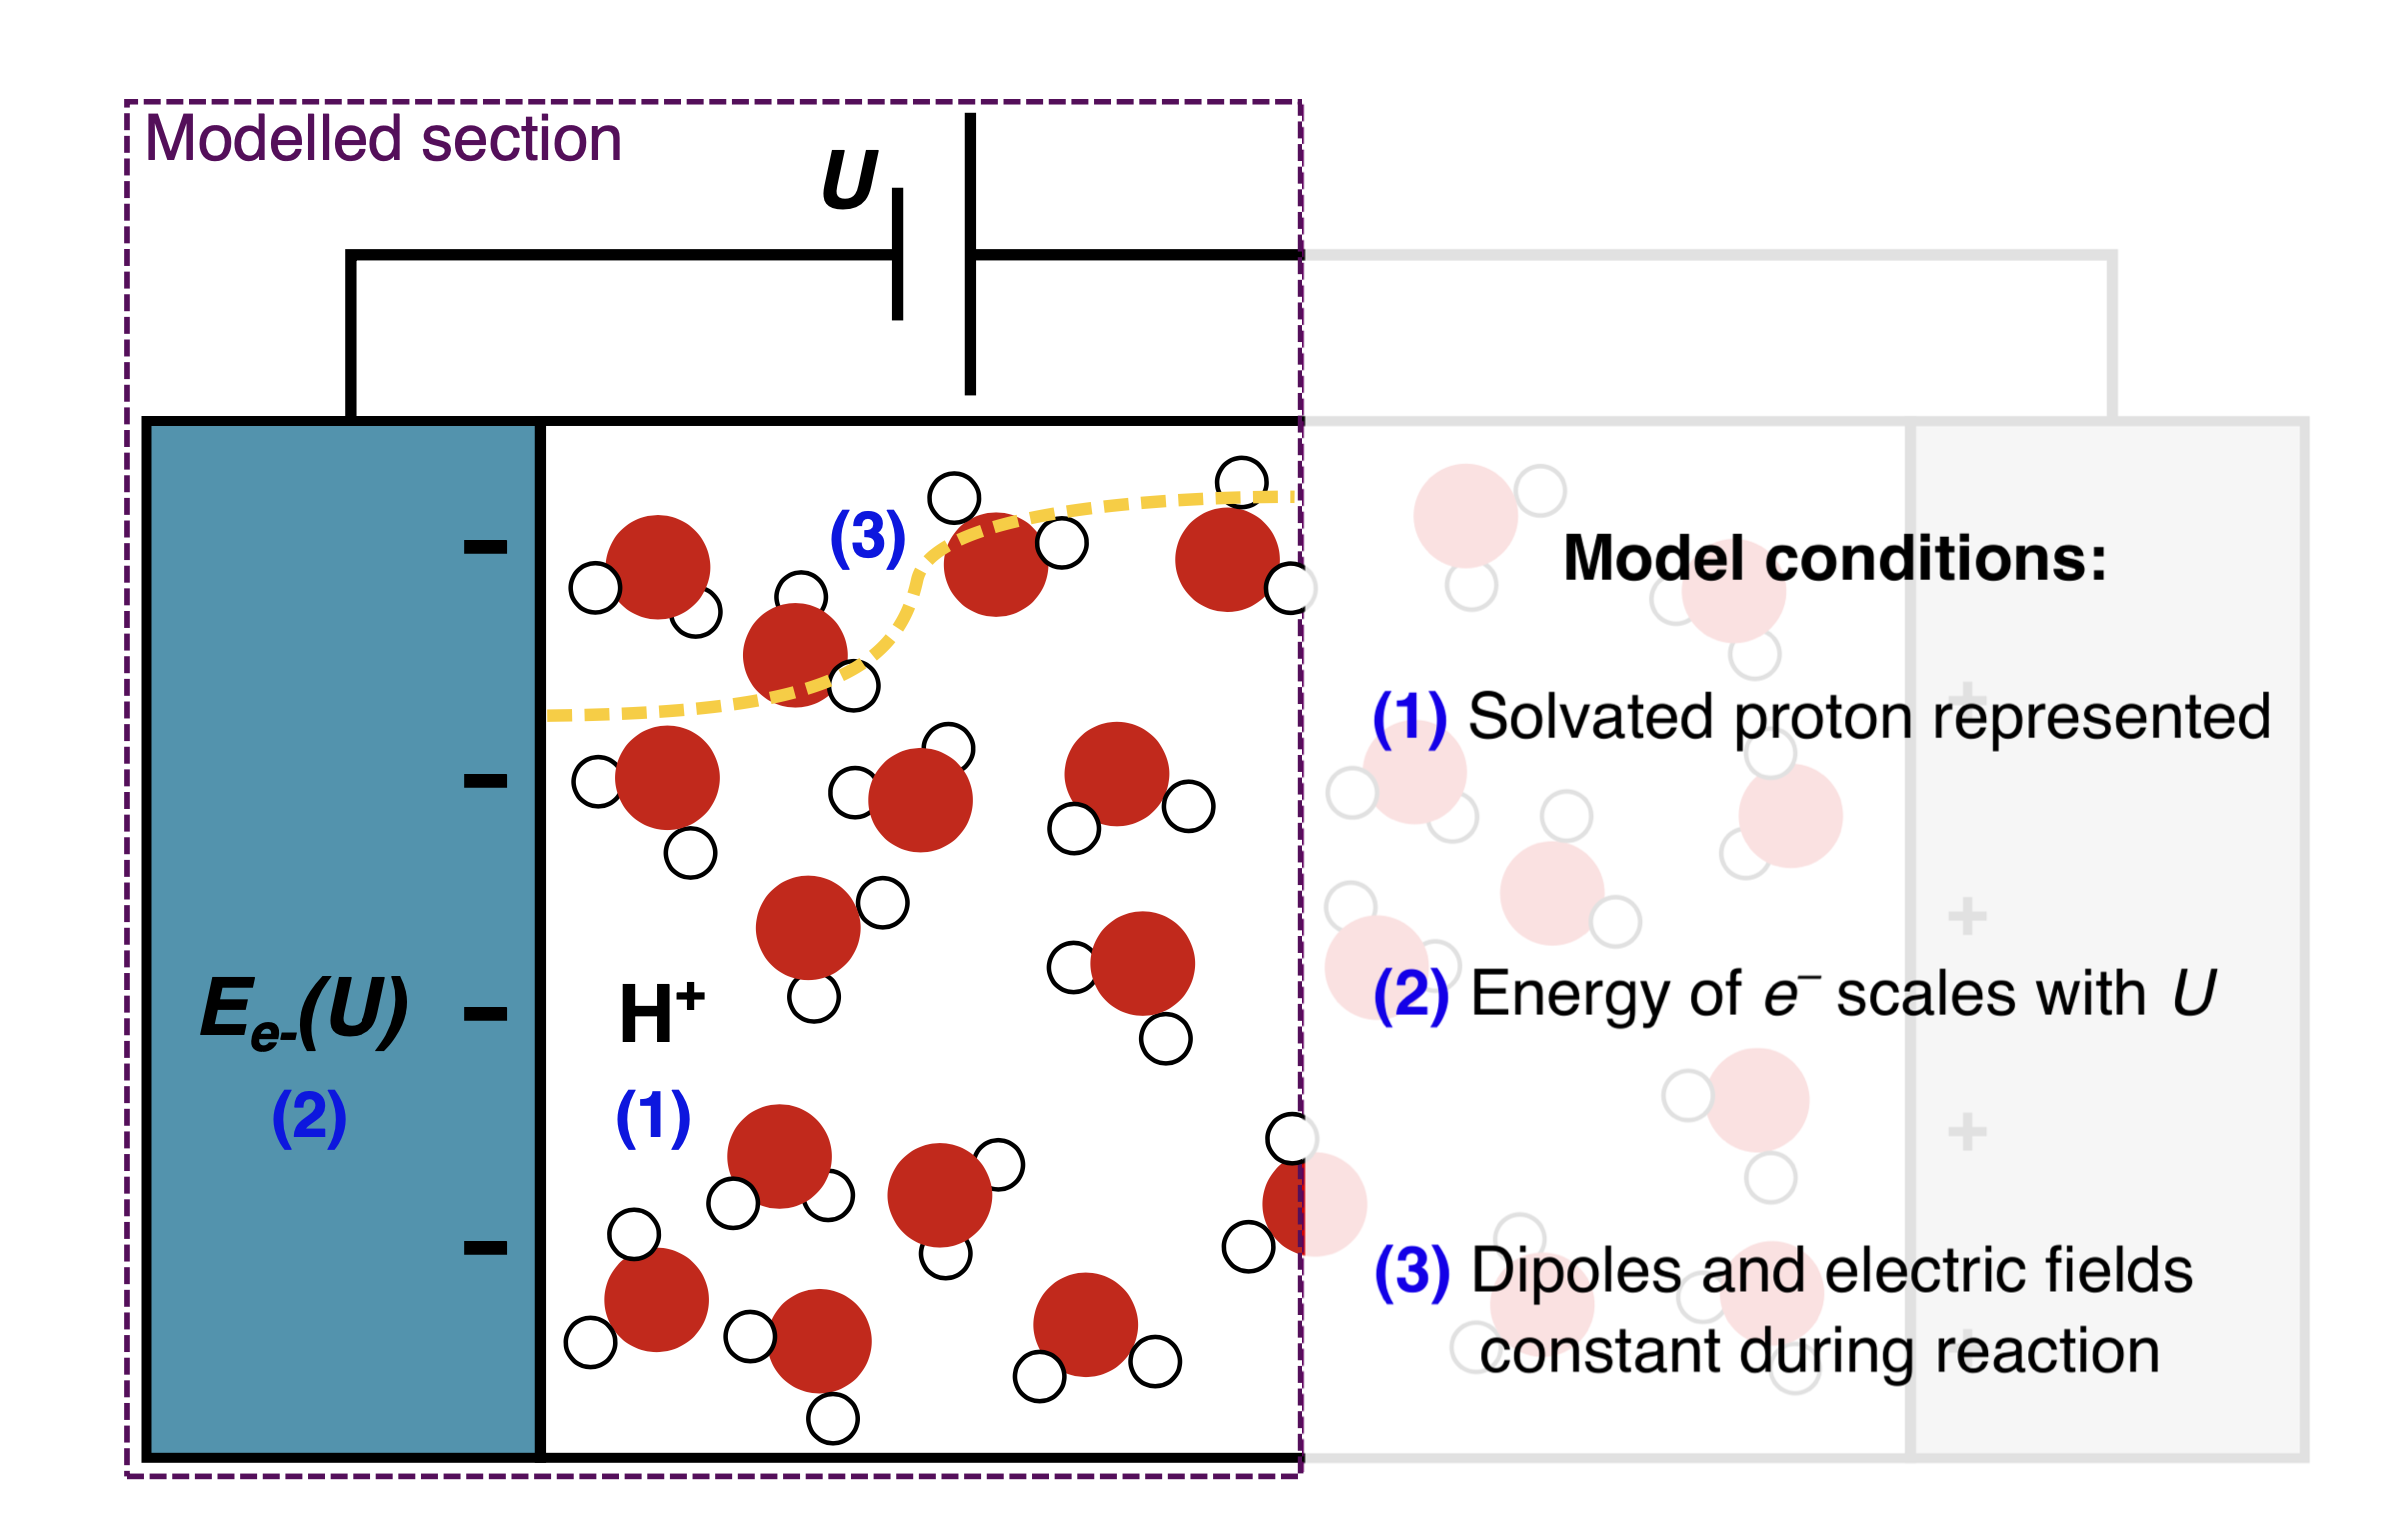 Modelled section
U
(3)
E_e-(U)
(2)
H⁺
(1)
Model conditions:
(1) Solvated proton represented
(2) Energy of e⁻ scales with U
(3) Dipoles and electric fields
constant during reaction